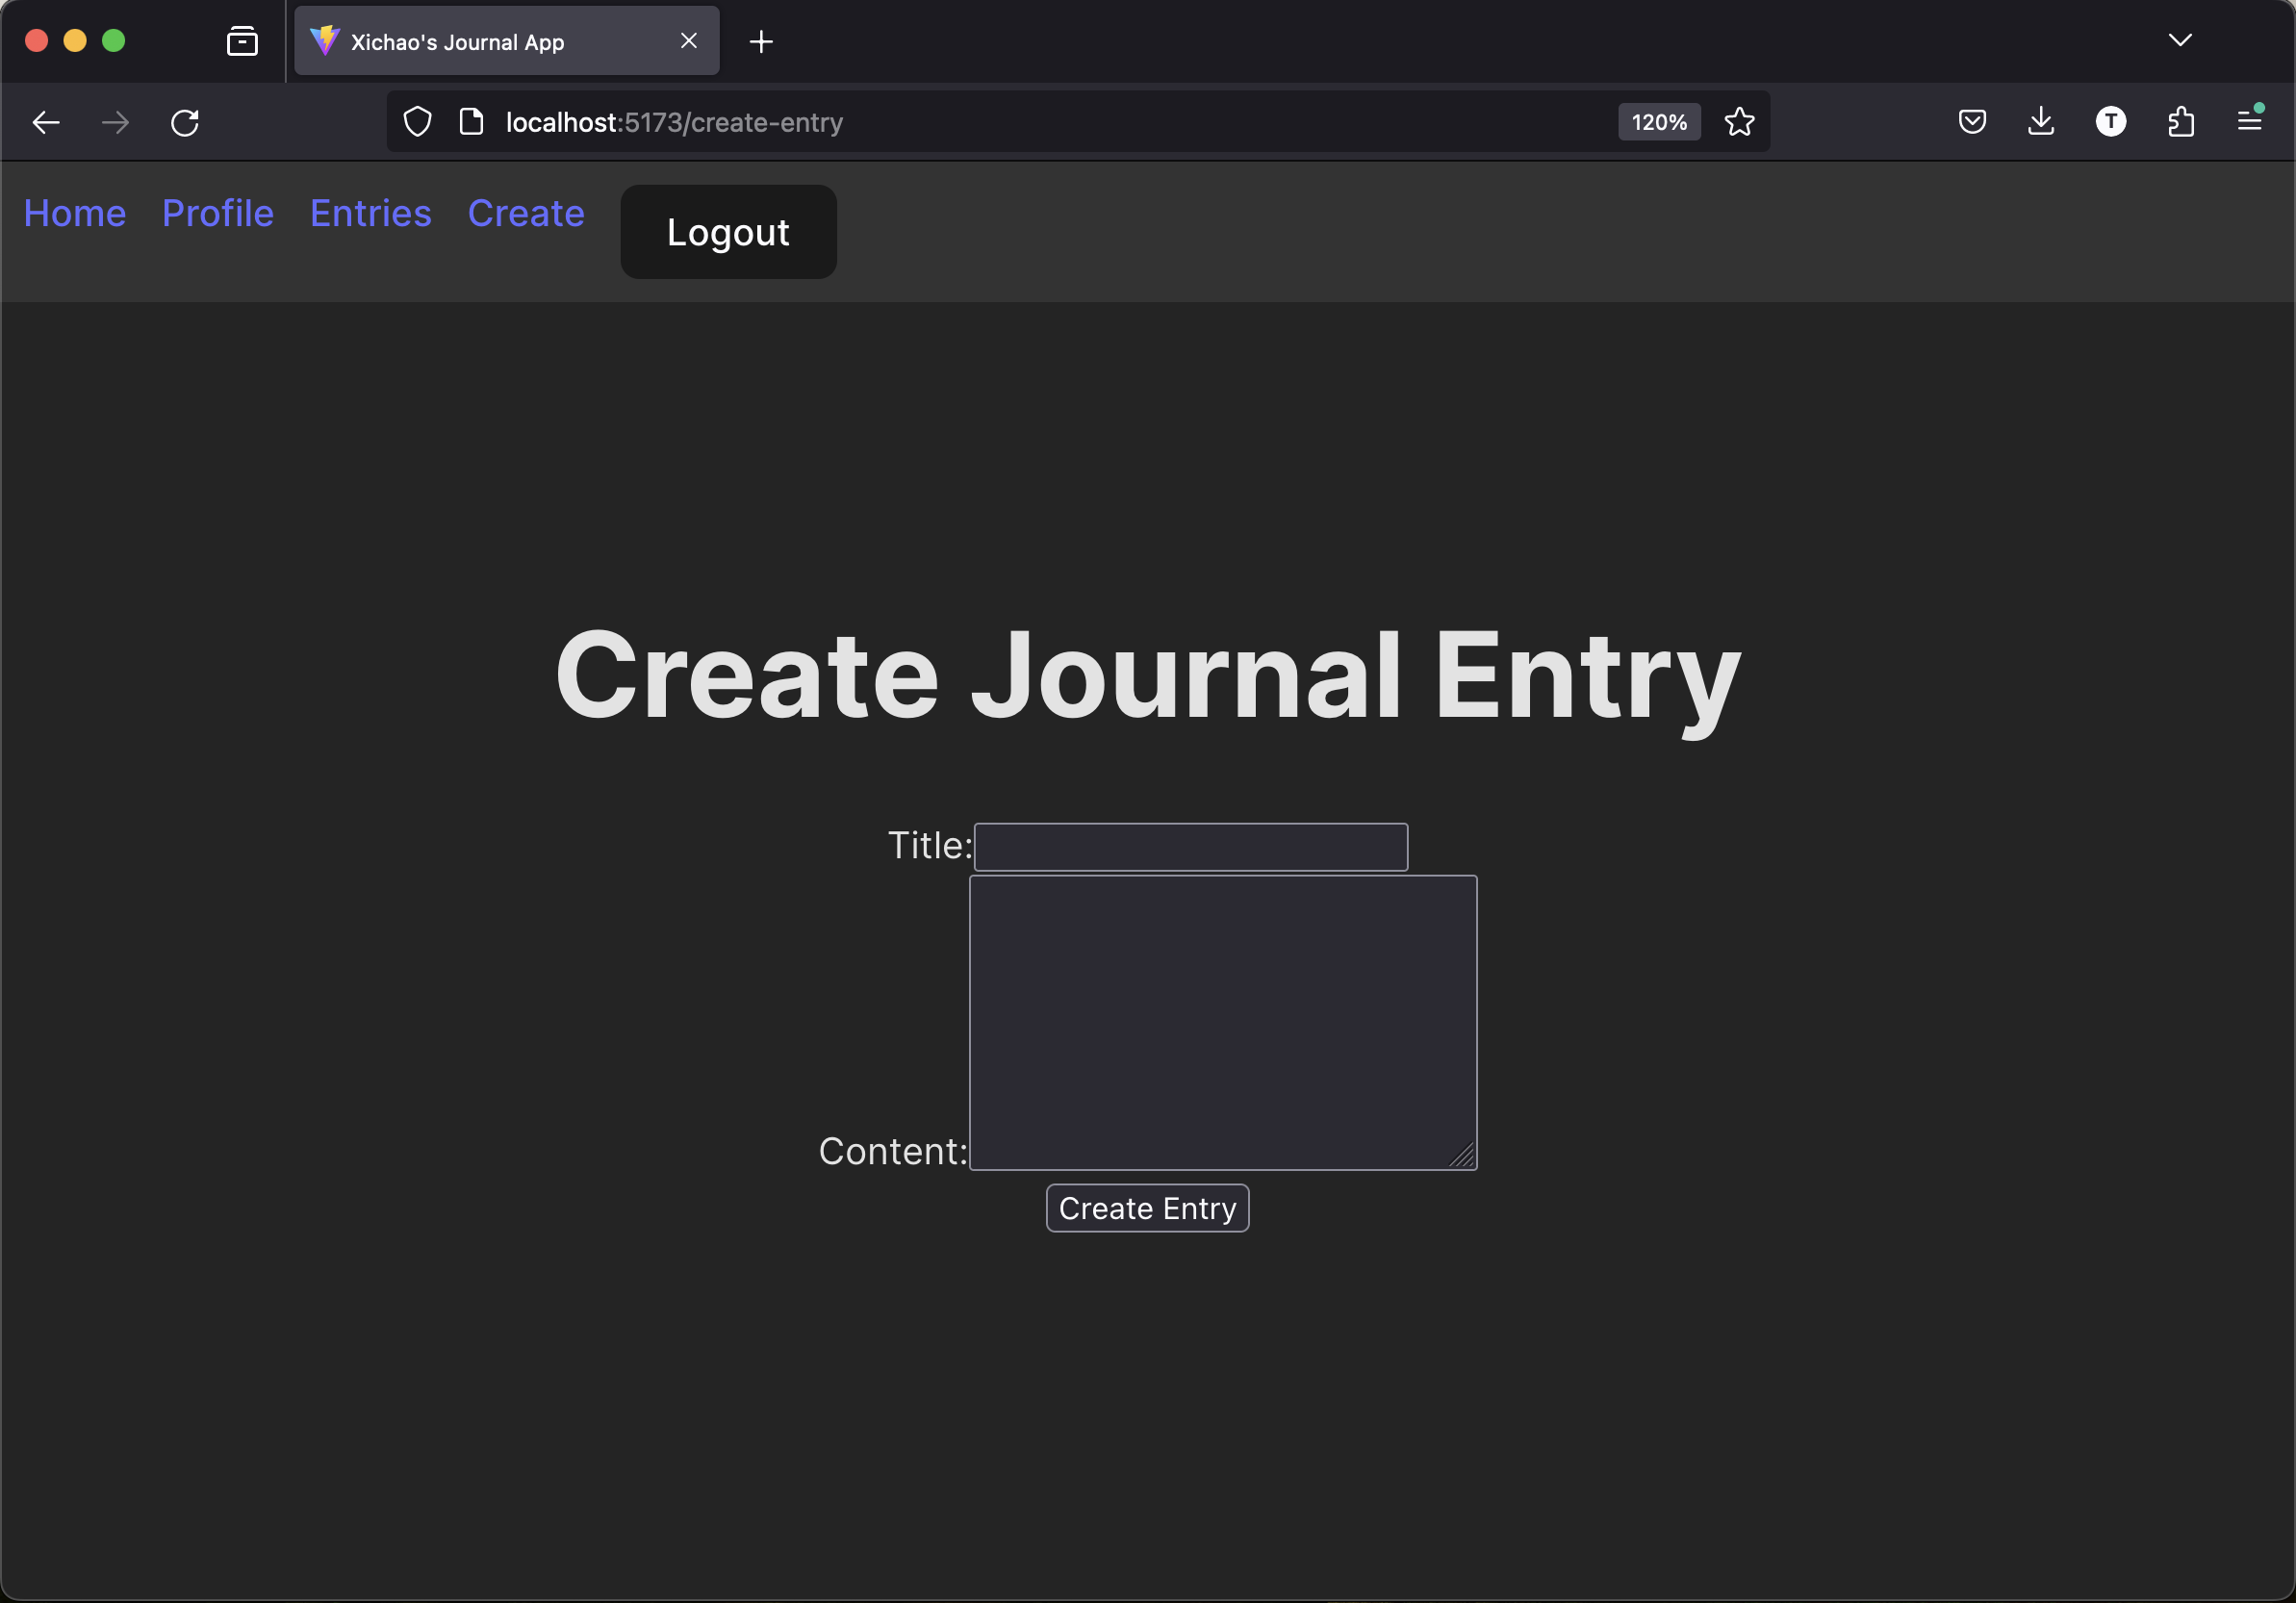 Xichao's Journal App
localhost:5173/create-entry 120%
T
Home Profile Entries Create Logout
Create Journal Entry
Title:
Content:
Create Entry